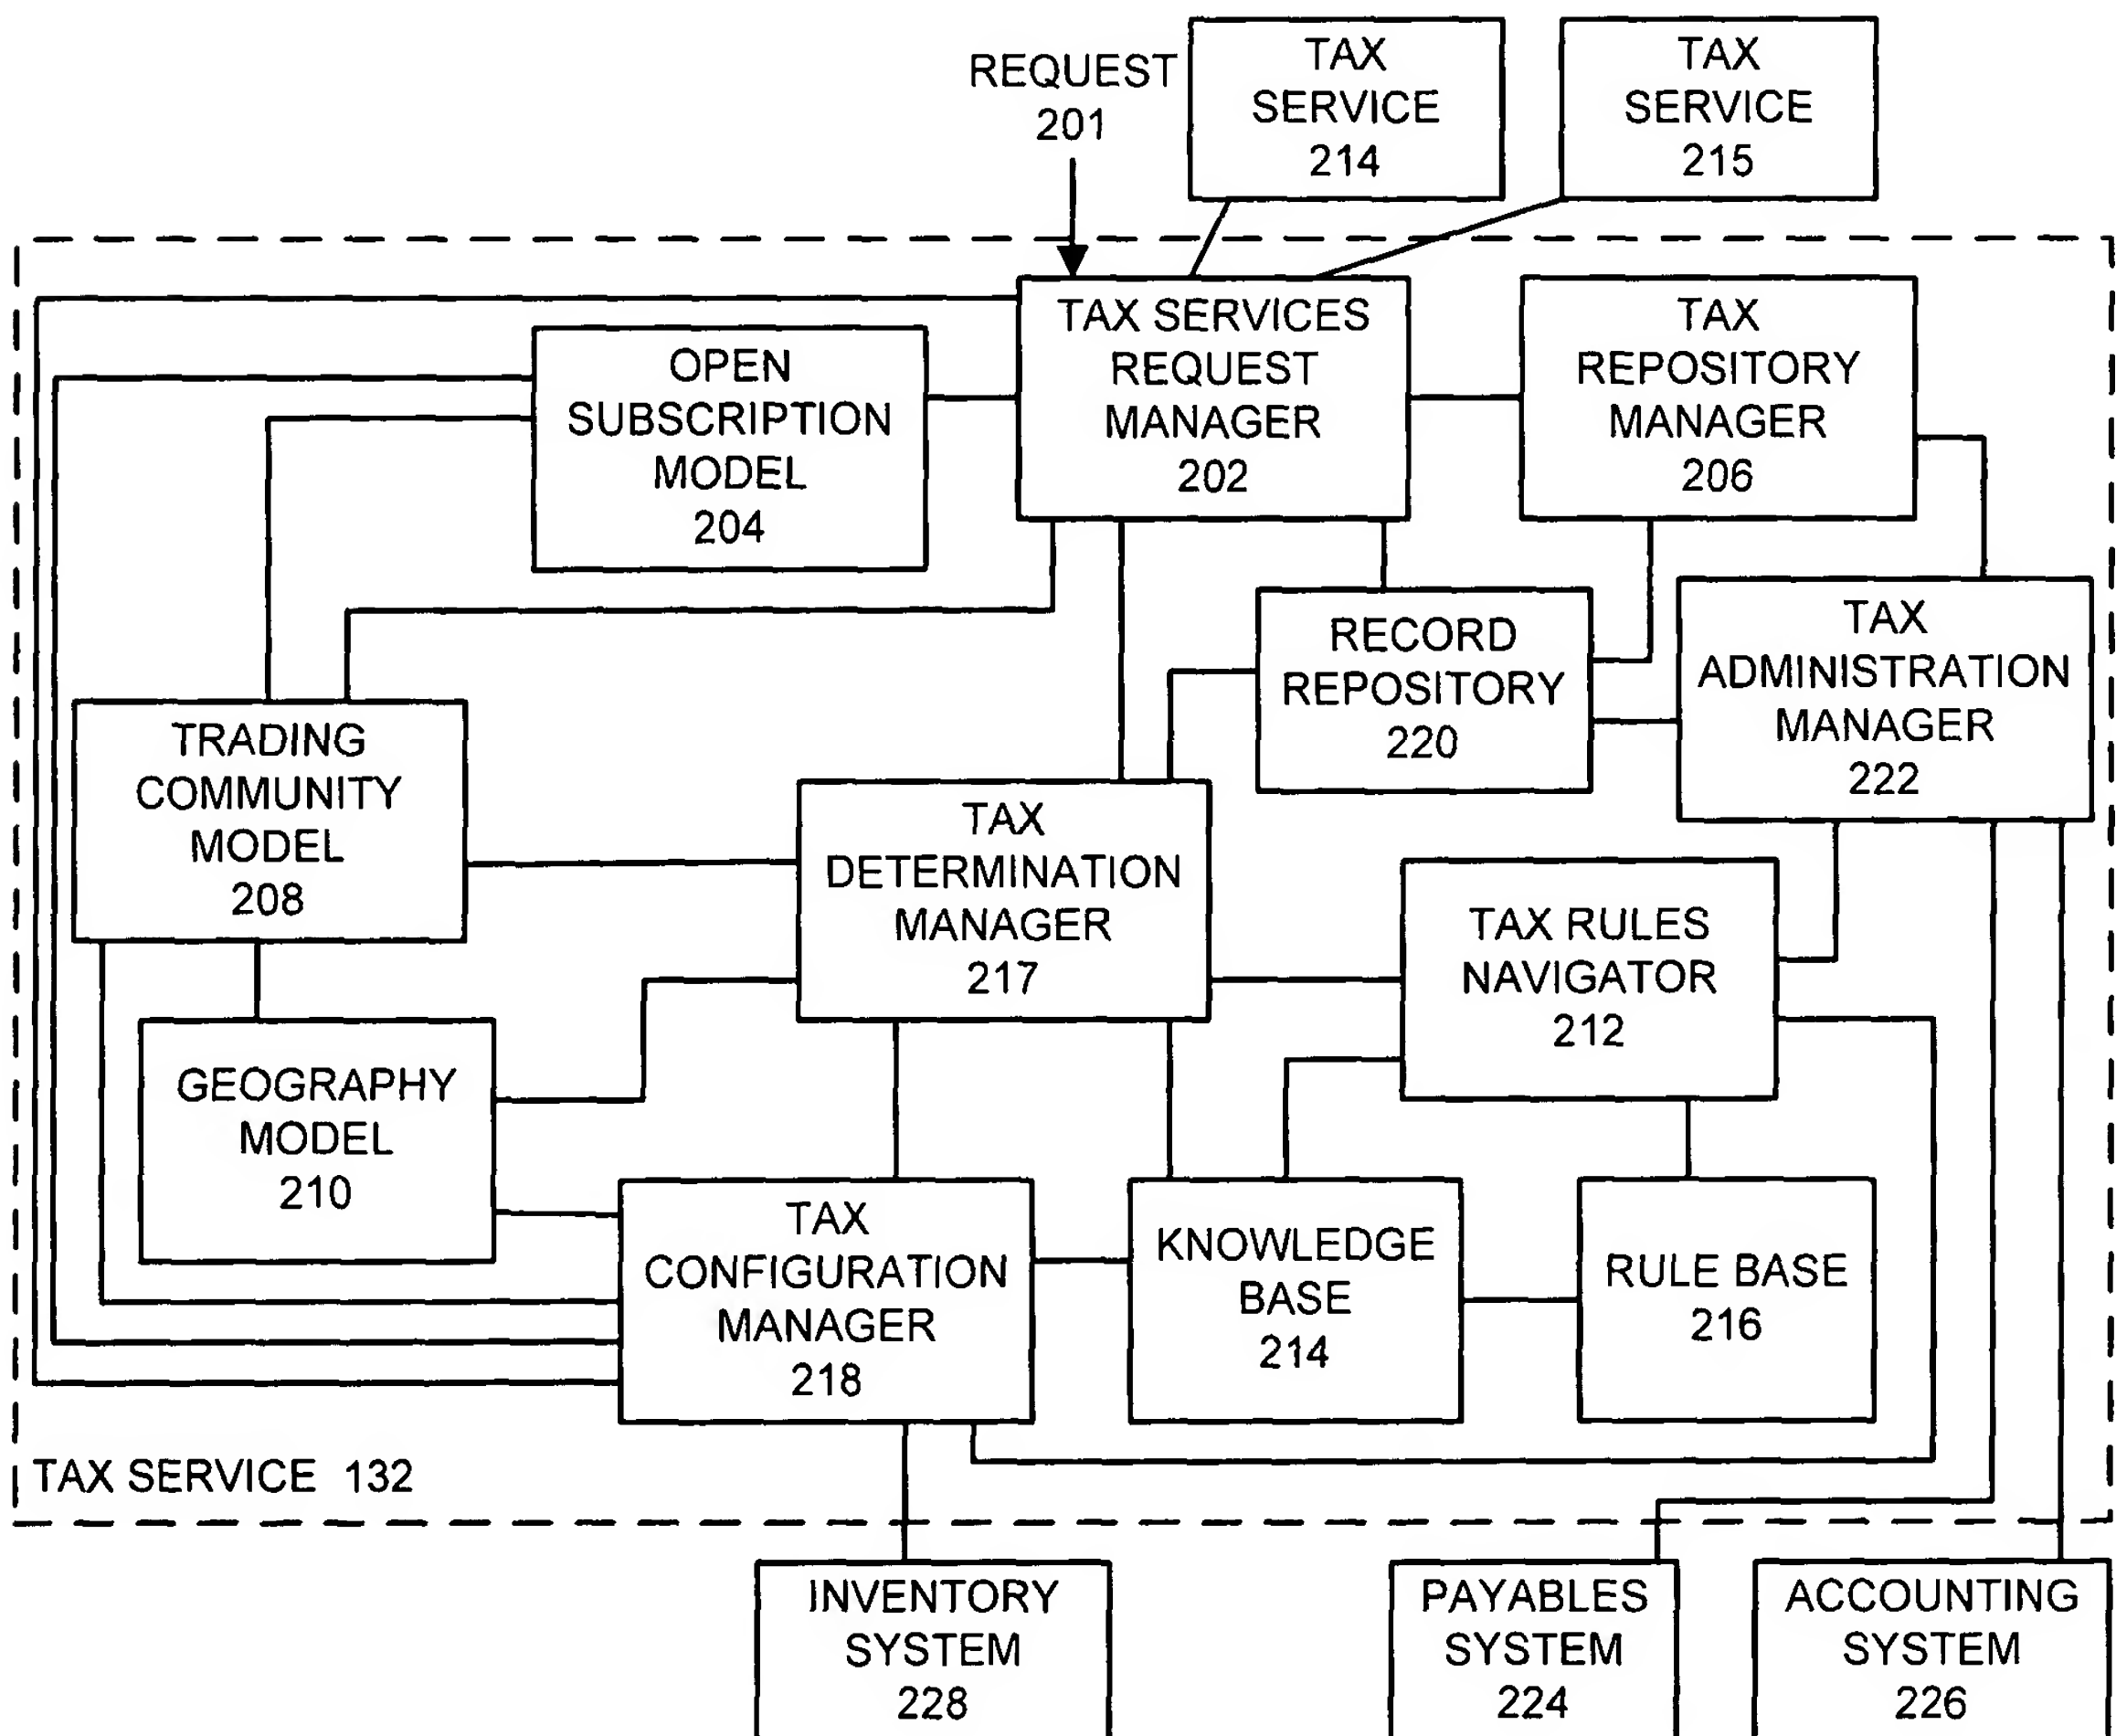 REQUEST
201
TAX
SERVICE
214
TAX
SERVICE
215
OPEN
SUBSCRIPTION
MODEL
204
TAX SERVICES
REQUEST
MANAGER
202
TAX
REPOSITORY
MANAGER
206
RECORD
REPOSITORY
220
TAX
ADMINISTRATION
MANAGER
222
TRADING
COMMUNITY
MODEL
208
TAX
DETERMINATION
MANAGER
217
TAX RULES
NAVIGATOR
212
GEOGRAPHY
MODEL
210
TAX
CONFIGURATION
MANAGER
218
KNOWLEDGE
BASE
214
RULE BASE
216
TAX SERVICE 132
INVENTORY
SYSTEM
228
PAYABLES
SYSTEM
224
ACCOUNTING
SYSTEM
226